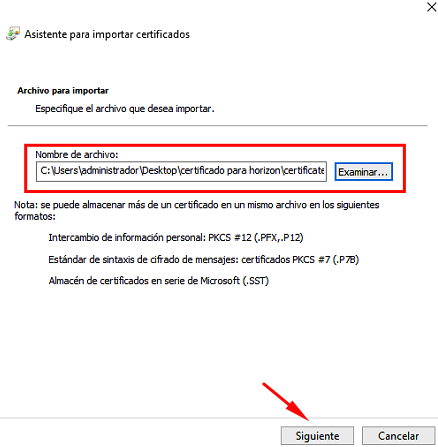 Asistente para importar certificados
Archivo para importar
Especifique el archivo que desea importar.
Nombre de archivo:
C:\Users\administrador\Desktop\certificado para horizon\certificate
Examinar...
Nota: se puede almacenar más de un certificado en un mismo archivo en los siguientes
formatos:
Intercambio de información personal: PKCS #12 (.PFX,.P12)
Estándar de sintaxis de cifrado de mensajes: certificados PKCS #7 (.P7B)
Almacén de certificados en serie de Microsoft (.SST)
Siguiente
Cancelar